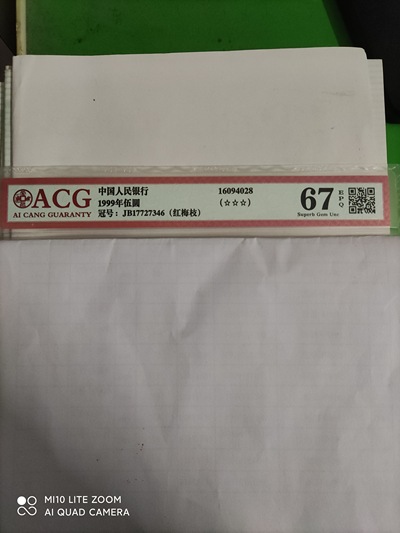 ACG
AI CANG GUARANTY
中国人民银行
1999年伍圆
冠号：JB17727346（红梅枝）
16094028
(☆☆☆)
67
EPQ
Superb Gem Unc
MI10 LITE ZOOM
AI QUAD CAMERA